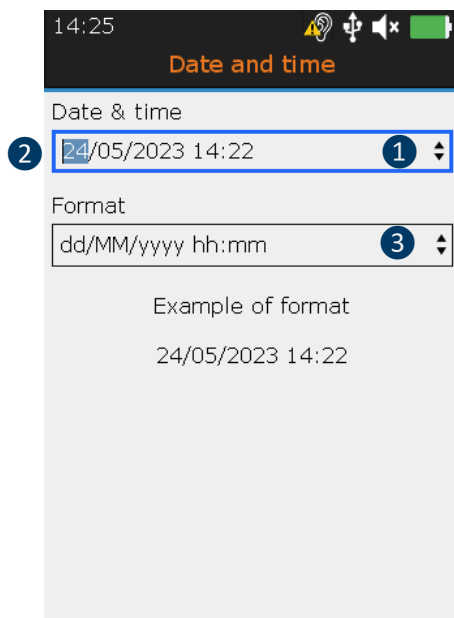 14:25
Date and time
Date & time
2 24/05/2023 14:22 1
Format
dd/MM/yyyy hh:mm 3
Example of format
24/05/2023 14:22